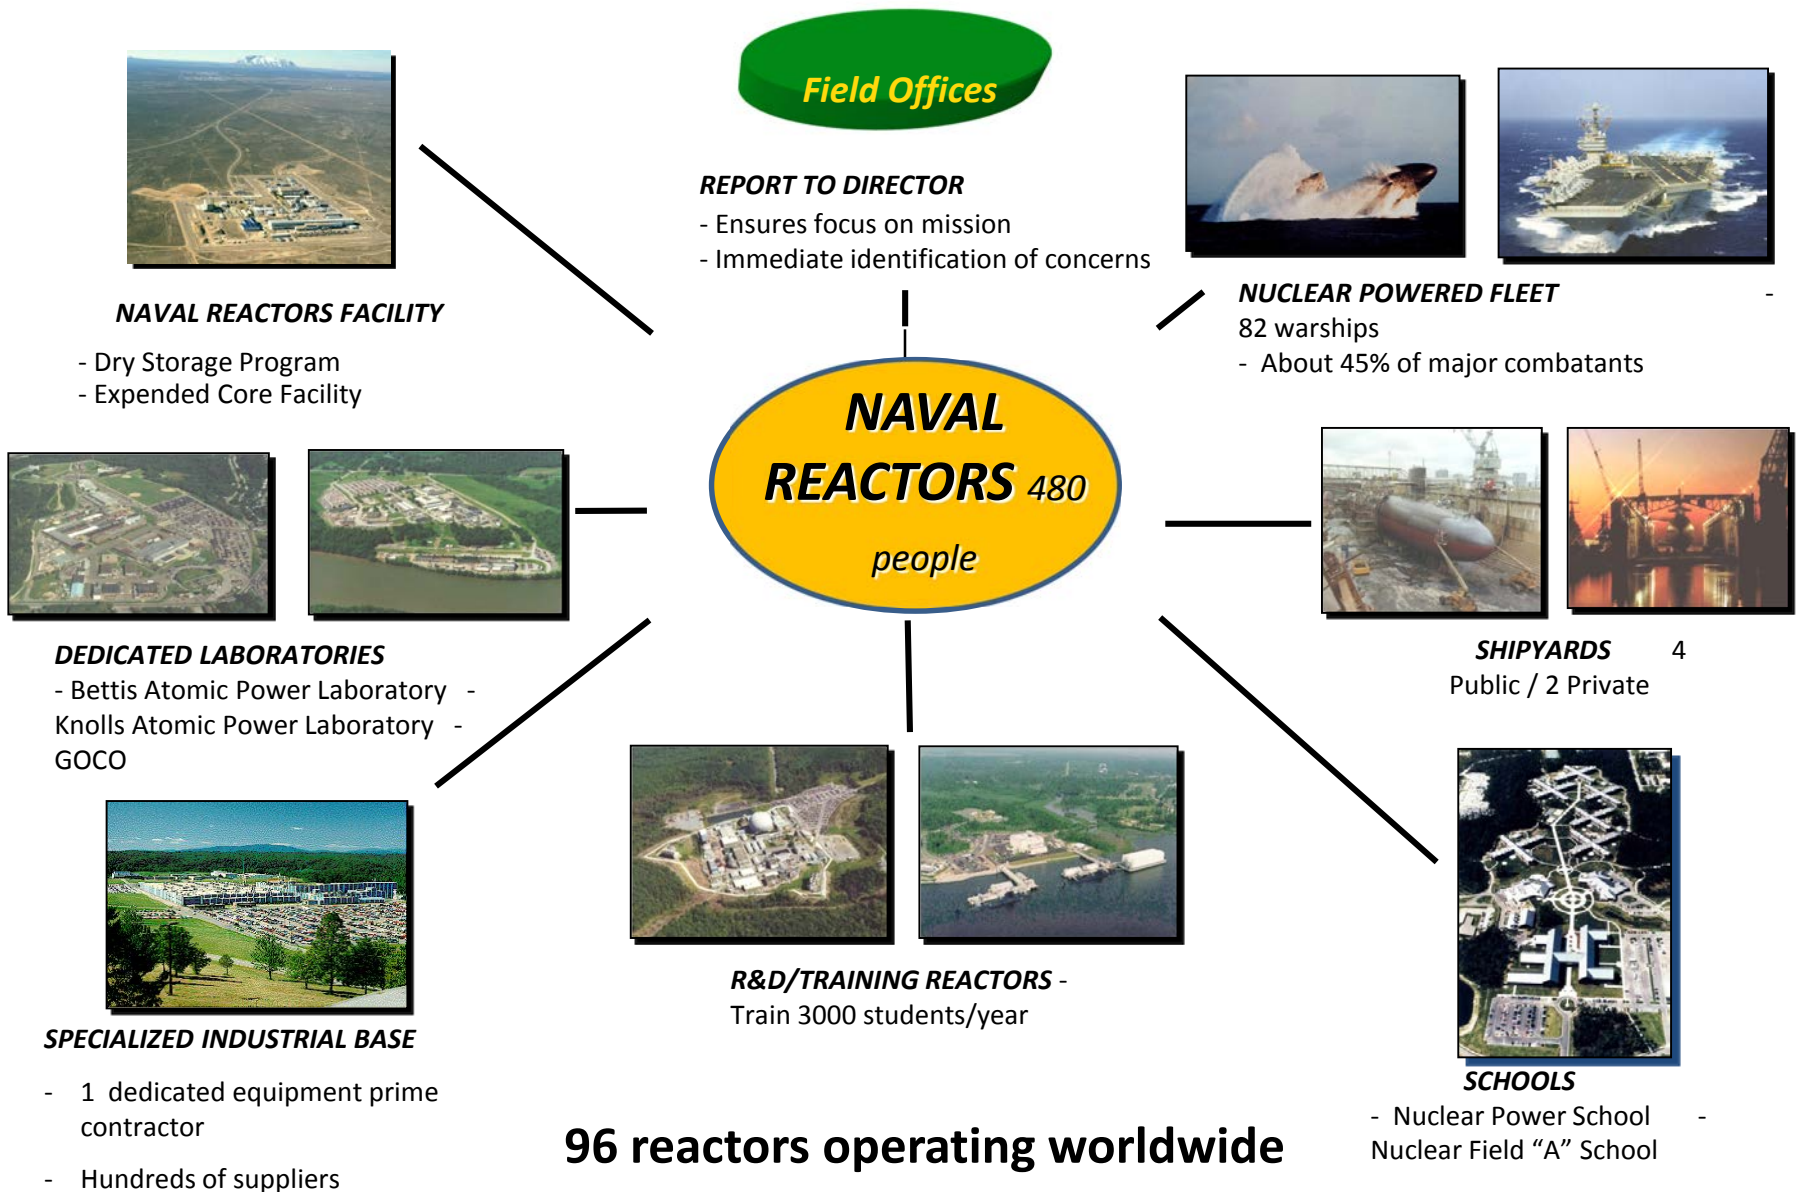 Field Offices
REPORT TO DIRECTOR
- Ensures focus on mission
- Immediate identification of concerns
NAVAL REACTORS FACILITY
- Dry Storage Program
- Expended Core Facility
NUCLEAR POWERED FLEET -
82 warships
- About 45% of major combatants
NAVAL
REACTORS 480
people
DEDICATED LABORATORIES
- Bettis Atomic Power Laboratory -
Knolls Atomic Power Laboratory -
GOCO
SHIPYARDS 4
Public / 2 Private
SPECIALIZED INDUSTRIAL BASE
- 1 dedicated equipment prime
contractor
- Hundreds of suppliers
R&D/TRAINING REACTORS -
Train 3000 students/year
SCHOOLS
- Nuclear Power School -
Nuclear Field “A” School
96 reactors operating worldwide